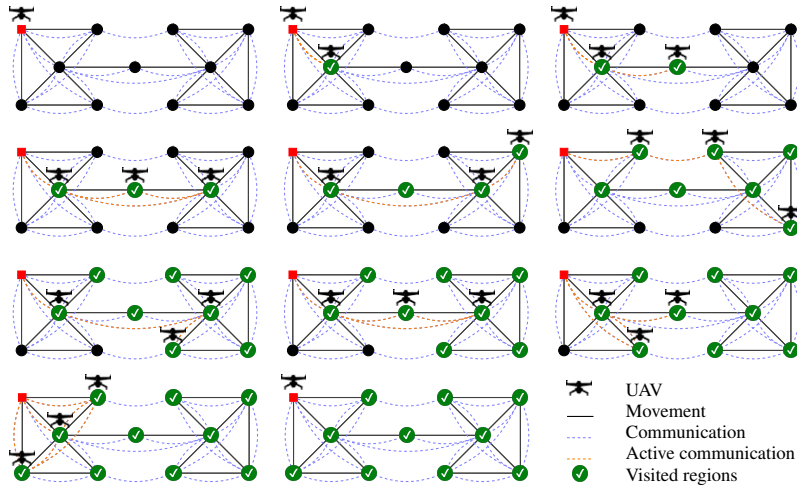 UAV
Movement
Communication
Active communication
Visited regions